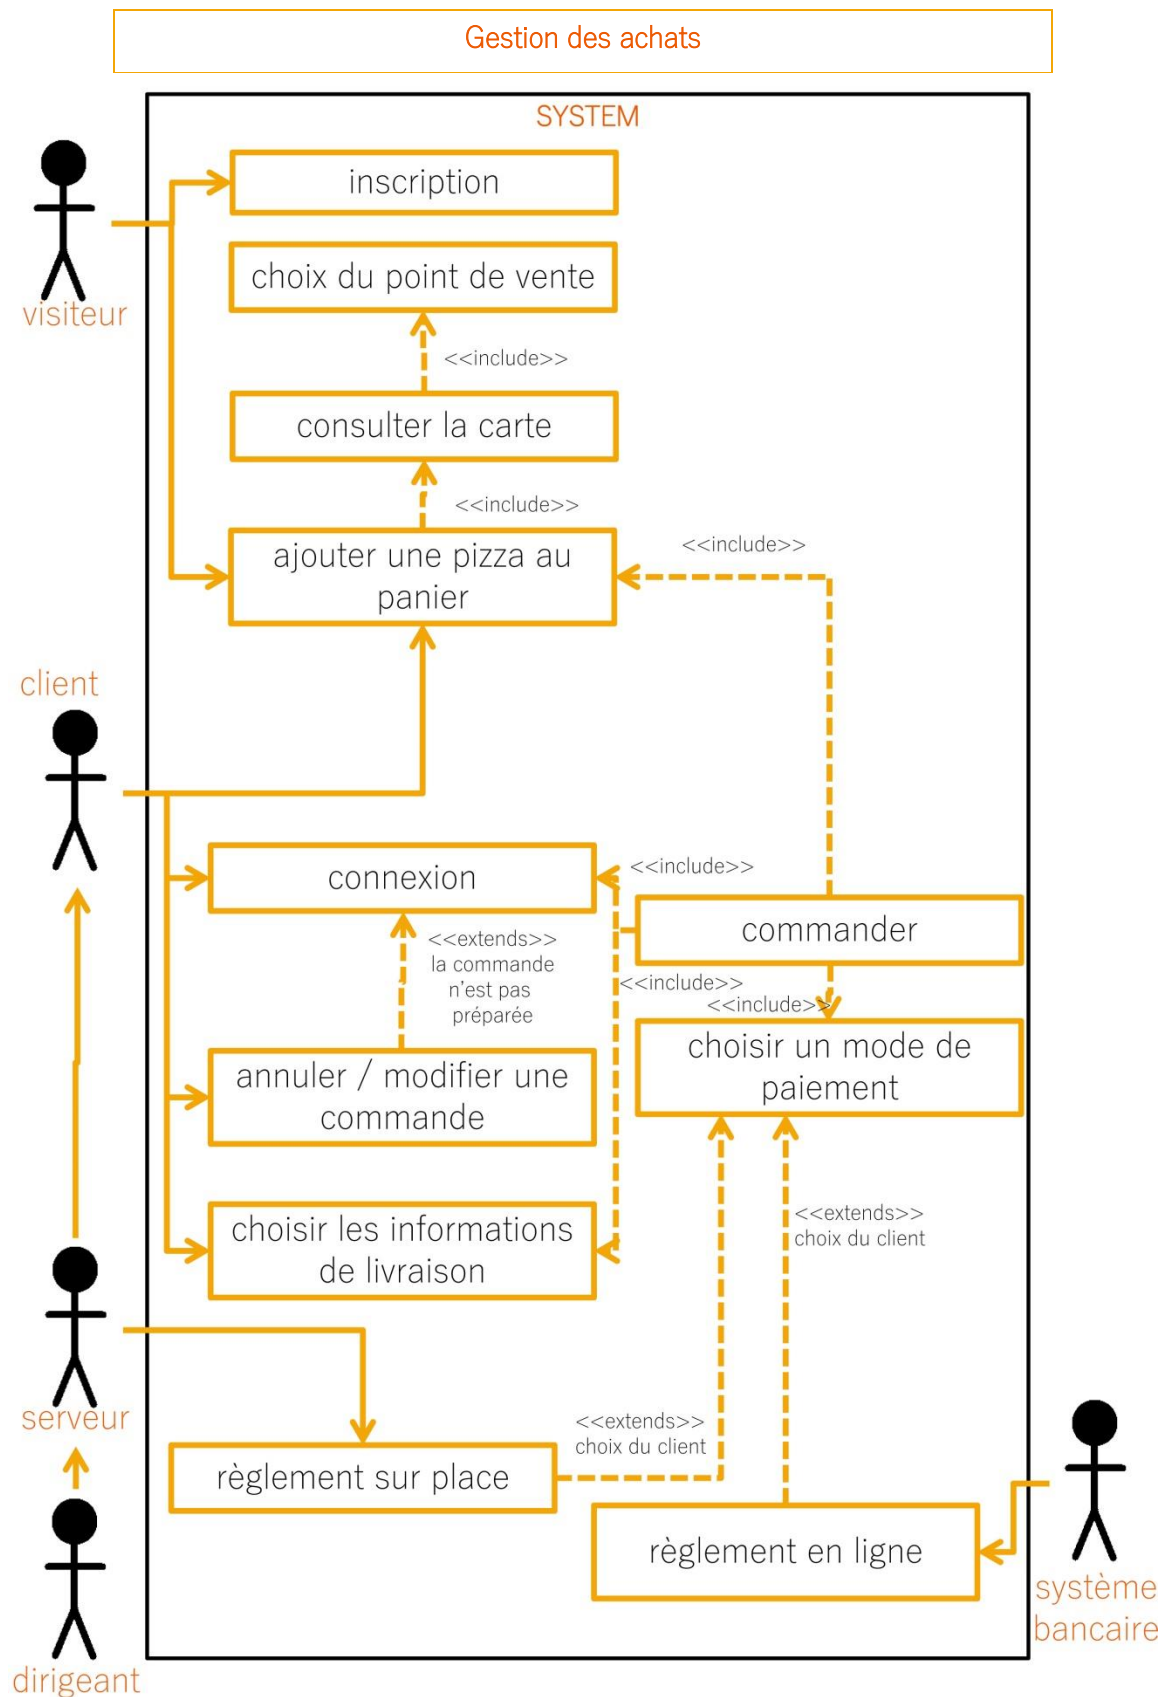 Gestion des achats
SYSTEM
inscription
visiteur
choix du point de vente
<<include>>
consulter la carte
<<include>>
ajouter une pizza au
panier
<<include>>
client
connexion
<<include>>
commander
<<extends>>
la commande
n'est pas
préparée
<<include>>
<<include>>
choisir un mode de
paiement
annuler / modifier une
commande
choisir les informations
de livraison
<<extends>>
choix du client
serveur
<<extends>>
choix du client
règlement sur place
règlement en ligne
système
bancaire
dirigeant